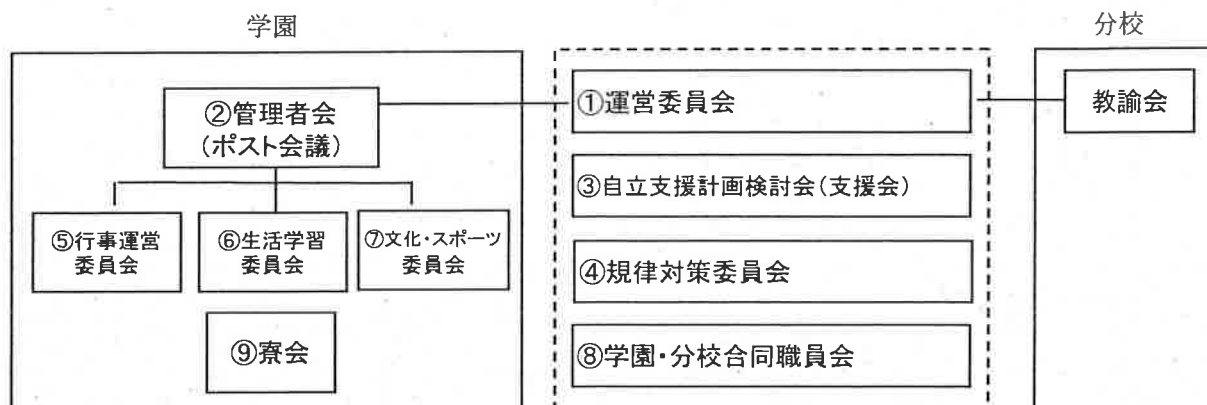 学園
分校
②管理者会
(ポスト会議)
①運営委員会
教諭会
③自立支援計画検討会(支援会)
⑤行事運営
委員会
⑥生活学習
委員会
⑦文化・スポーツ
委員会
④規律対策委員会
⑨寮会
⑧学園・分校合同職員会